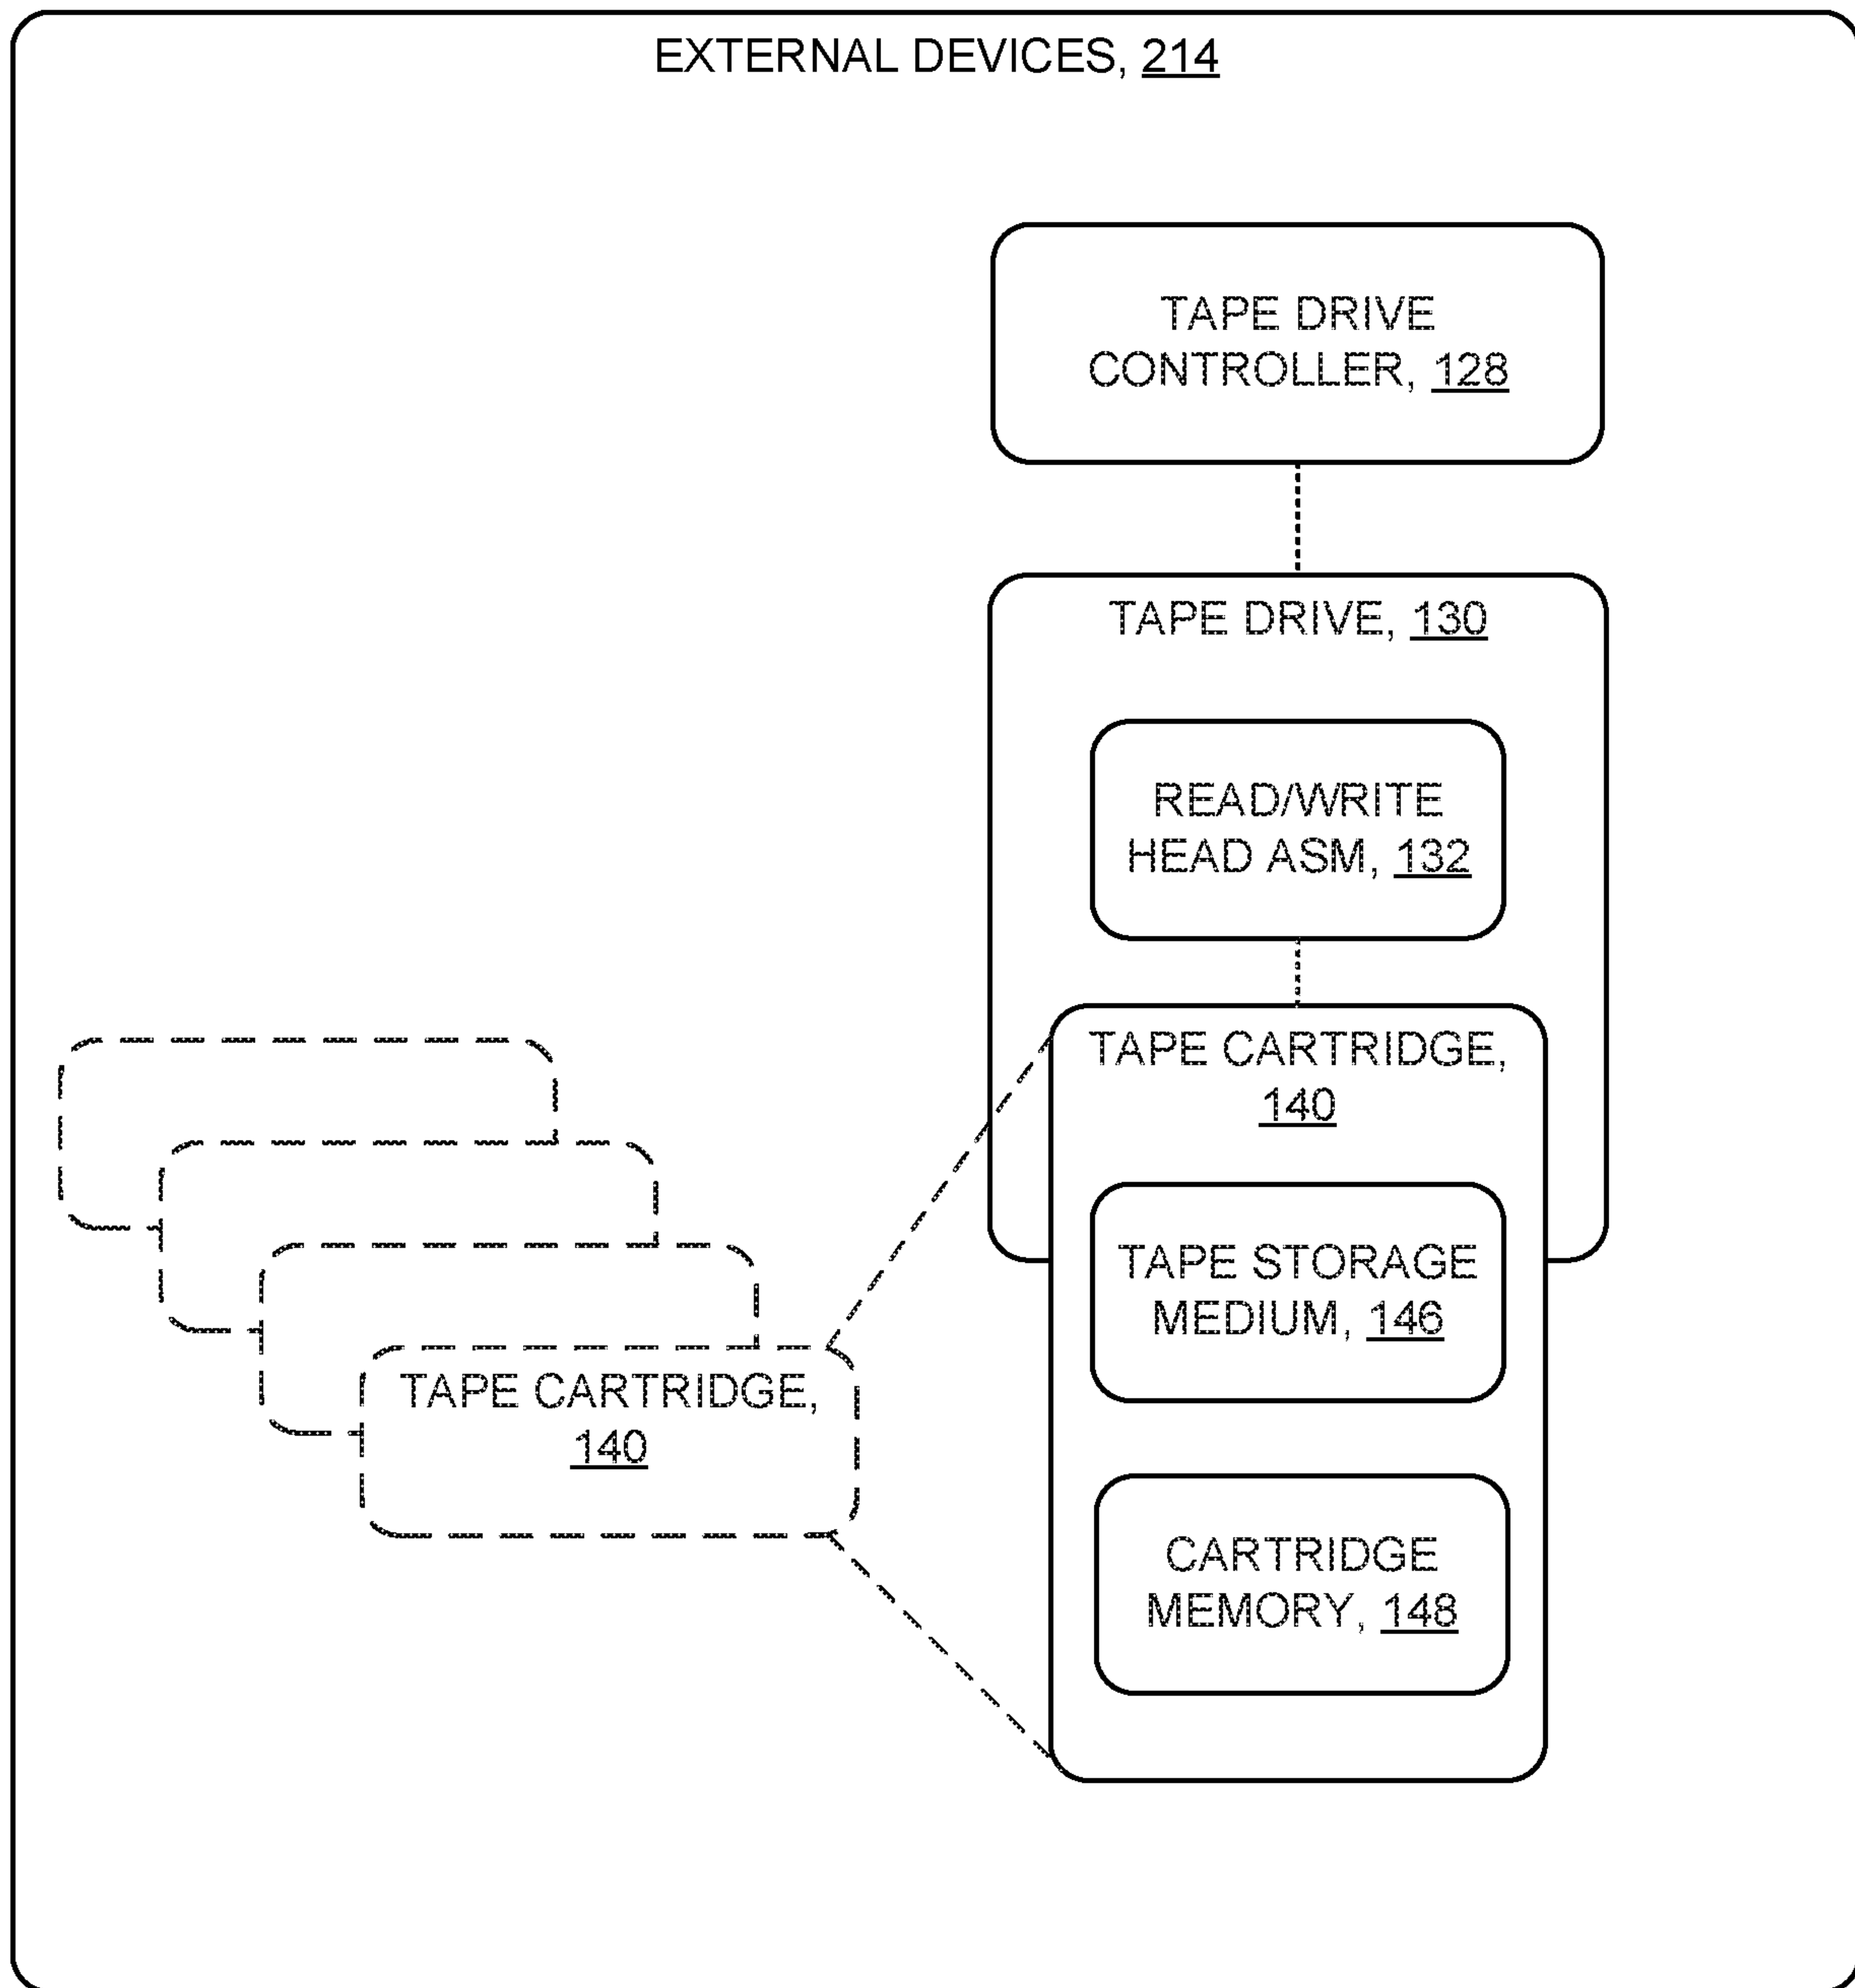 EXTERNAL DEVICES, 214
TAPE DRIVE
CONTROLLER, 128
TAPE DRIVE, 130
READ/WRITE
HEAD ASM, 132
TAPE CARTRIDGE,
140
TAPE STORAGE
MEDIUM, 146
TAPE CARTRIDGE,
140
CARTRIDGE
MEMORY, 148